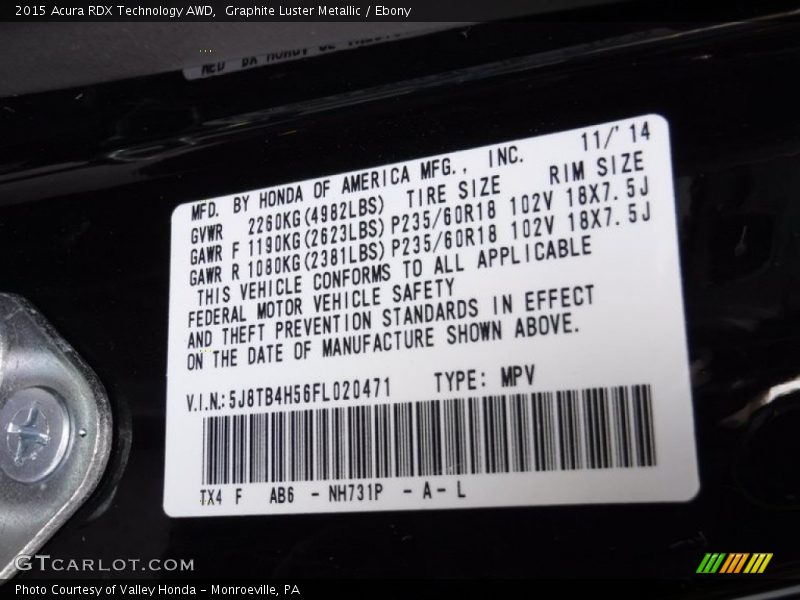 2015 Acura RDX Technology AWD,  Graphite Luster Metallic / Ebony
MFD. BY HONDA OF AMERICA MFG., INC. 11/'14
GVWR 2260KG(4982LBS) TIRE SIZE RIM SIZE
GAWR F 1190KG(2623LBS) P235/60R18 102V 18X7.5J
GAWR R 1080KG(2381LBS) P235/60R18 102V 18X7.5J
THIS VEHICLE CONFORMS TO ALL APPLICABLE
FEDERAL MOTOR VEHICLE SAFETY
AND THEFT PREVENTION STANDARDS IN EFFECT
ON THE DATE OF MANUFACTURE SHOWN ABOVE.
V.I.N.: 5J8TB4H56FL020471 TYPE: MPV
TX4 F AB6 - NH731P - A - L
GTCARLOT.COM
Photo Courtesy of Valley Honda - Monroeville, PA